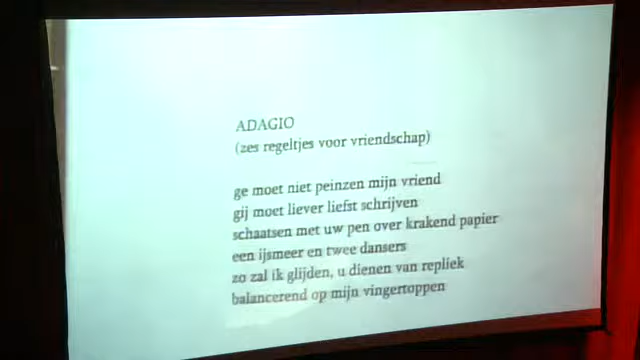 ADAGIO
(zes regeltjes voor vriendschap)
ge moet niet peinzen mijn vriend
gij moet liever liefst schrijven
schaatsen met uw pen over krakend papier
een ijsmeer en twee dansers
zo zal ik glijden, u dienen van repliek
balancerend op mijn vingertoppen